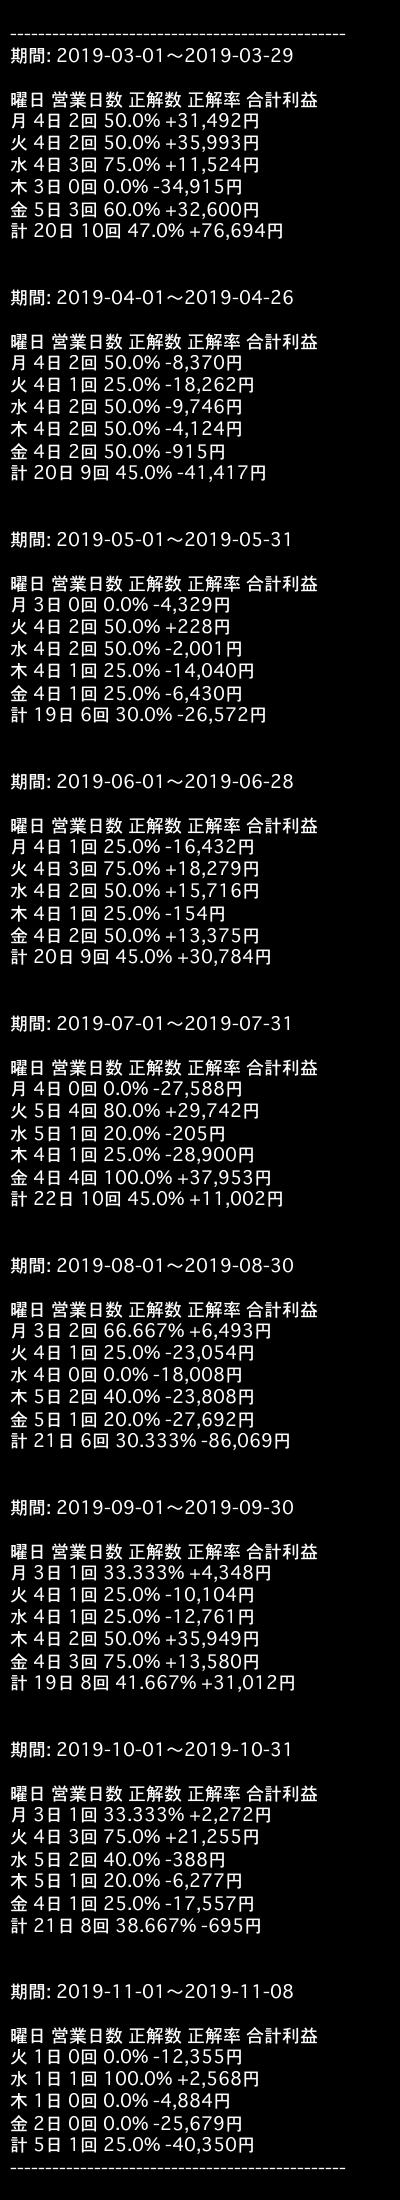 ------------------------------------------------
期間: 2019-03-01〜2019-03-29
曜日 営業日数 正解数 正解率 合計利益
月 4日 2回 50.0% +31,492円
火 4日 2回 50.0% +35,993円
水 4日 3回 75.0% +11,524円
木 3日 0回 0.0% -34,915円
金 5日 3回 60.0% +32,600円
計 20日 10回 47.0% +76,694円
期間: 2019-04-01〜2019-04-26
曜日 営業日数 正解数 正解率 合計利益
月 4日 2回 50.0% -8,370円
火 4日 1回 25.0% -18,262円
水 4日 2回 50.0% -9,746円
木 4日 2回 50.0% -4,124円
金 4日 2回 50.0% -915円
計 20日 9回 45.0% -41,417円
期間: 2019-05-01〜2019-05-31
曜日 営業日数 正解数 正解率 合計利益
月 3日 0回 0.0% -4,329円
火 4日 2回 50.0% +228円
水 4日 2回 50.0% -2,001円
木 4日 1回 25.0% -14,040円
金 4日 1回 25.0% -6,430円
計 19日 6回 30.0% -26,572円
期間: 2019-06-01〜2019-06-28
曜日 営業日数 正解数 正解率 合計利益
月 4日 1回 25.0% -16,432円
火 4日 3回 75.0% +18,279円
水 4日 2回 50.0% +15,716円
木 4日 1回 25.0% -154円
金 4日 2回 50.0% +13,375円
計 20日 9回 45.0% +30,784円
期間: 2019-07-01〜2019-07-31
曜日 営業日数 正解数 正解率 合計利益
月 4日 0回 0.0% -27,588円
火 5日 4回 80.0% +29,742円
水 5日 1回 20.0% -205円
木 4日 1回 25.0% -28,900円
金 4日 4回 100.0% +37,953円
計 22日 10回 45.0% +11,002円
期間: 2019-08-01〜2019-08-30
曜日 営業日数 正解数 正解率 合計利益
月 3日 2回 66.667% +6,493円
火 4日 1回 25.0% -23,054円
水 4日 0回 0.0% -18,008円
木 5日 2回 40.0% -23,808円
金 5日 1回 20.0% -27,692円
計 21日 6回 30.333% -86,069円
期間: 2019-09-01〜2019-09-30
曜日 営業日数 正解数 正解率 合計利益
月 3日 1回 33.333% +4,348円
火 4日 1回 25.0% -10,104円
水 4日 1回 25.0% -12,761円
木 4日 2回 50.0% +35,949円
金 4日 3回 75.0% +13,580円
計 19日 8回 41.667% +31,012円
期間: 2019-10-01〜2019-10-31
曜日 営業日数 正解数 正解率 合計利益
月 3日 1回 33.333% +2,272円
火 4日 3回 75.0% +21,255円
水 5日 2回 40.0% -388円
木 5日 1回 20.0% -6,277円
金 4日 1回 25.0% -17,557円
計 21日 8回 38.667% -695円
期間: 2019-11-01〜2019-11-08
曜日 営業日数 正解数 正解率 合計利益
火 1日 0回 0.0% -12,355円
水 1日 1回 100.0% +2,568円
木 1日 0回 0.0% -4,884円
金 2日 0回 0.0% -25,679円
計 5日 1回 25.0% -40,350円
------------------------------------------------